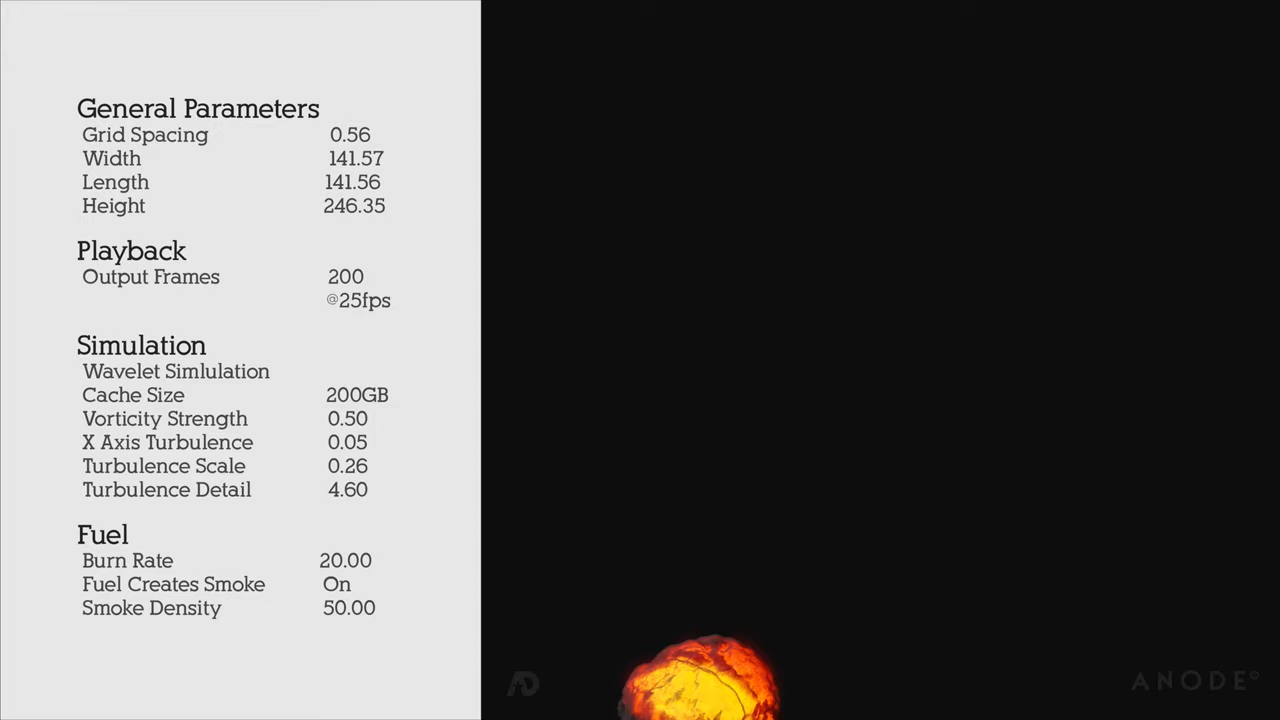 General Parameters
Grid Spacing 0.56
Width 141.57
Length 141.56
Height 246.35
Playback
Output Frames 200
@25fps
Simulation
Wavelet Simlulation
Cache Size 200GB
Vorticity Strength 0.50
X Axis Turbulence 0.05
Turbulence Scale 0.26
Turbulence Detail 4.60
Fuel
Burn Rate 20.00
Fuel Creates Smoke On
Smoke Density 50.00
AD
ANODE©